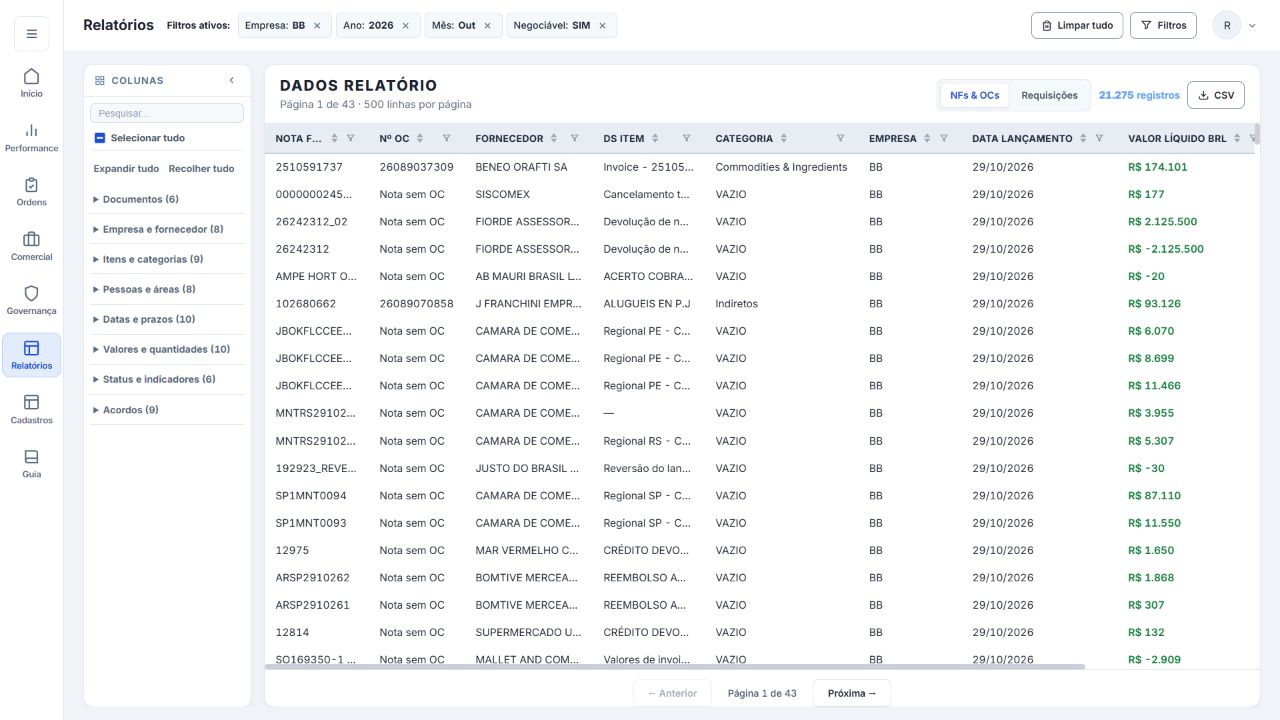 Relatórios Filtros ativos: Empresa: BB × Ano: 2026 × Mês: Out × Negociável: SIM × Limpar tudo Filtros R
Início
Performance
Ordens
Comercial
Governança
Relatórios
Cadastros
Guia
COLUNAS
Pesquisar...
Selecionar tudo
Expandir tudo Recolher tudo
Documentos (6)
Empresa e fornecedor (8)
Itens e categorias (9)
Pessoas e áreas (8)
Datas e prazos (10)
Valores e quantidades (10)
Status e indicadores (6)
Acordos (9)
DADOS RELATÓRIO
Página 1 de 43 · 500 linhas por página
NFs & OCs Requisições 21.275 registros CSV
NOTA F... Nº OC FORNECEDOR DS ITEM CATEGORIA EMPRESA DATA LANÇAMENTO VALOR LÍQUIDO BRL
2510591737 26089037309 BENEO ORAFTI SA Invoice - 25105... Commodities & Ingredients BB 29/10/2026 R$ 174.101
0000000245... Nota sem OC SISCOMEX Cancelamento t... VAZIO BB 29/10/2026 R$ 177
26242312_02 Nota sem OC FIORDE ASSESSOR... Devolução de n... VAZIO BB 29/10/2026 R$ 2.125.500
26242312 Nota sem OC FIORDE ASSESSOR... Devolução de n... VAZIO BB 29/10/2026 R$ -2.125.500
AMPE HORT O... Nota sem OC AB MAURI BRASIL L... ACERTO COBRA... VAZIO BB 29/10/2026 R$ -20
102680662 26089070858 J FRANCHINI EMPR... ALUGUEIS EN P.J Indiretos BB 29/10/2026 R$ 93.126
JBOKFLCCEE... Nota sem OC CAMARA DE COME... Regional PE - C... VAZIO BB 29/10/2026 R$ 6.070
JBOKFLCCEE... Nota sem OC CAMARA DE COME... Regional PE - C... VAZIO BB 29/10/2026 R$ 8.699
JBOKFLCCEE... Nota sem OC CAMARA DE COME... Regional PE - C... VAZIO BB 29/10/2026 R$ 11.466
MNTRS29102... Nota sem OC CAMARA DE COME... — VAZIO BB 29/10/2026 R$ 3.955
MNTRS29102... Nota sem OC CAMARA DE COME... Regional RS - C... VAZIO BB 29/10/2026 R$ 5.307
192923_REVE... Nota sem OC JUSTO DO BRASIL ... Reversão do lan... VAZIO BB 29/10/2026 R$ -30
SP1MNT0094 Nota sem OC CAMARA DE COME... Regional SP - C... VAZIO BB 29/10/2026 R$ 87.110
SP1MNT0093 Nota sem OC CAMARA DE COME... Regional SP - C... VAZIO BB 29/10/2026 R$ 11.550
12975 Nota sem OC MAR VERMELHO C... CRÉDITO DEVO... VAZIO BB 29/10/2026 R$ 1.650
ARSP2910262 Nota sem OC BOMTIVE MERCEA... REEMBOLSO A... VAZIO BB 29/10/2026 R$ 1.868
ARSP2910261 Nota sem OC BOMTIVE MERCEA... REEMBOLSO A... VAZIO BB 29/10/2026 R$ 307
12814 Nota sem OC SUPERMERCADO U... CRÉDITO DEVO... VAZIO BB 29/10/2026 R$ 132
SO169350-1 ... Nota sem OC MALLET AND COM... Valores de invoi... VAZIO BB 29/10/2026 R$ -2.909
← Anterior Página 1 de 43 Próxima →